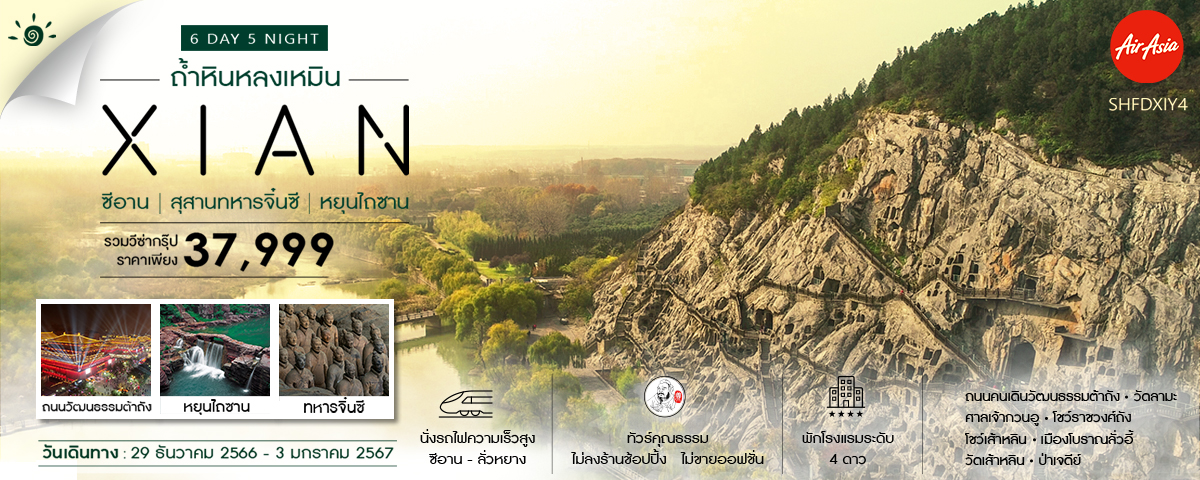 6 DAY 5 NIGHT
ถ้ำหินหลงเหมิน
XIAN
ซีอาน | สุสานทหารจิ๋นซี | หยุนไถซาน
รวมวีซ่ากรุ๊ป
ราคาเพียง 37,999
ถนนวัฒนธรรมต้าถัง
หยุนไถซาน
ทหารจิ๋นซี
วันเดินทาง : 29 ธันวาคม 2566 - 3 มกราคม 2567
AirAsia
SHFDXIY4
นั่งรถไฟความเร็วสูง
ซีอาน - ลั่วหยาง
ทัวร์คุณธรรม
ไม่ลงร้านช้อปปิ้ง ไม่ขายออฟชั่น
พักโรงแรมระดับ
4 ดาว
ถนนคนเดินวัฒนธรรมต้าถัง • วัดลามะ
ศาลเจ้ากวนอู • โชว์ราชวงศ์ถัง
โชว์เส้าหลิน • เมืองโบราณลั่วอี้
วัดเส้าหลิน • ป่าเจดีย์